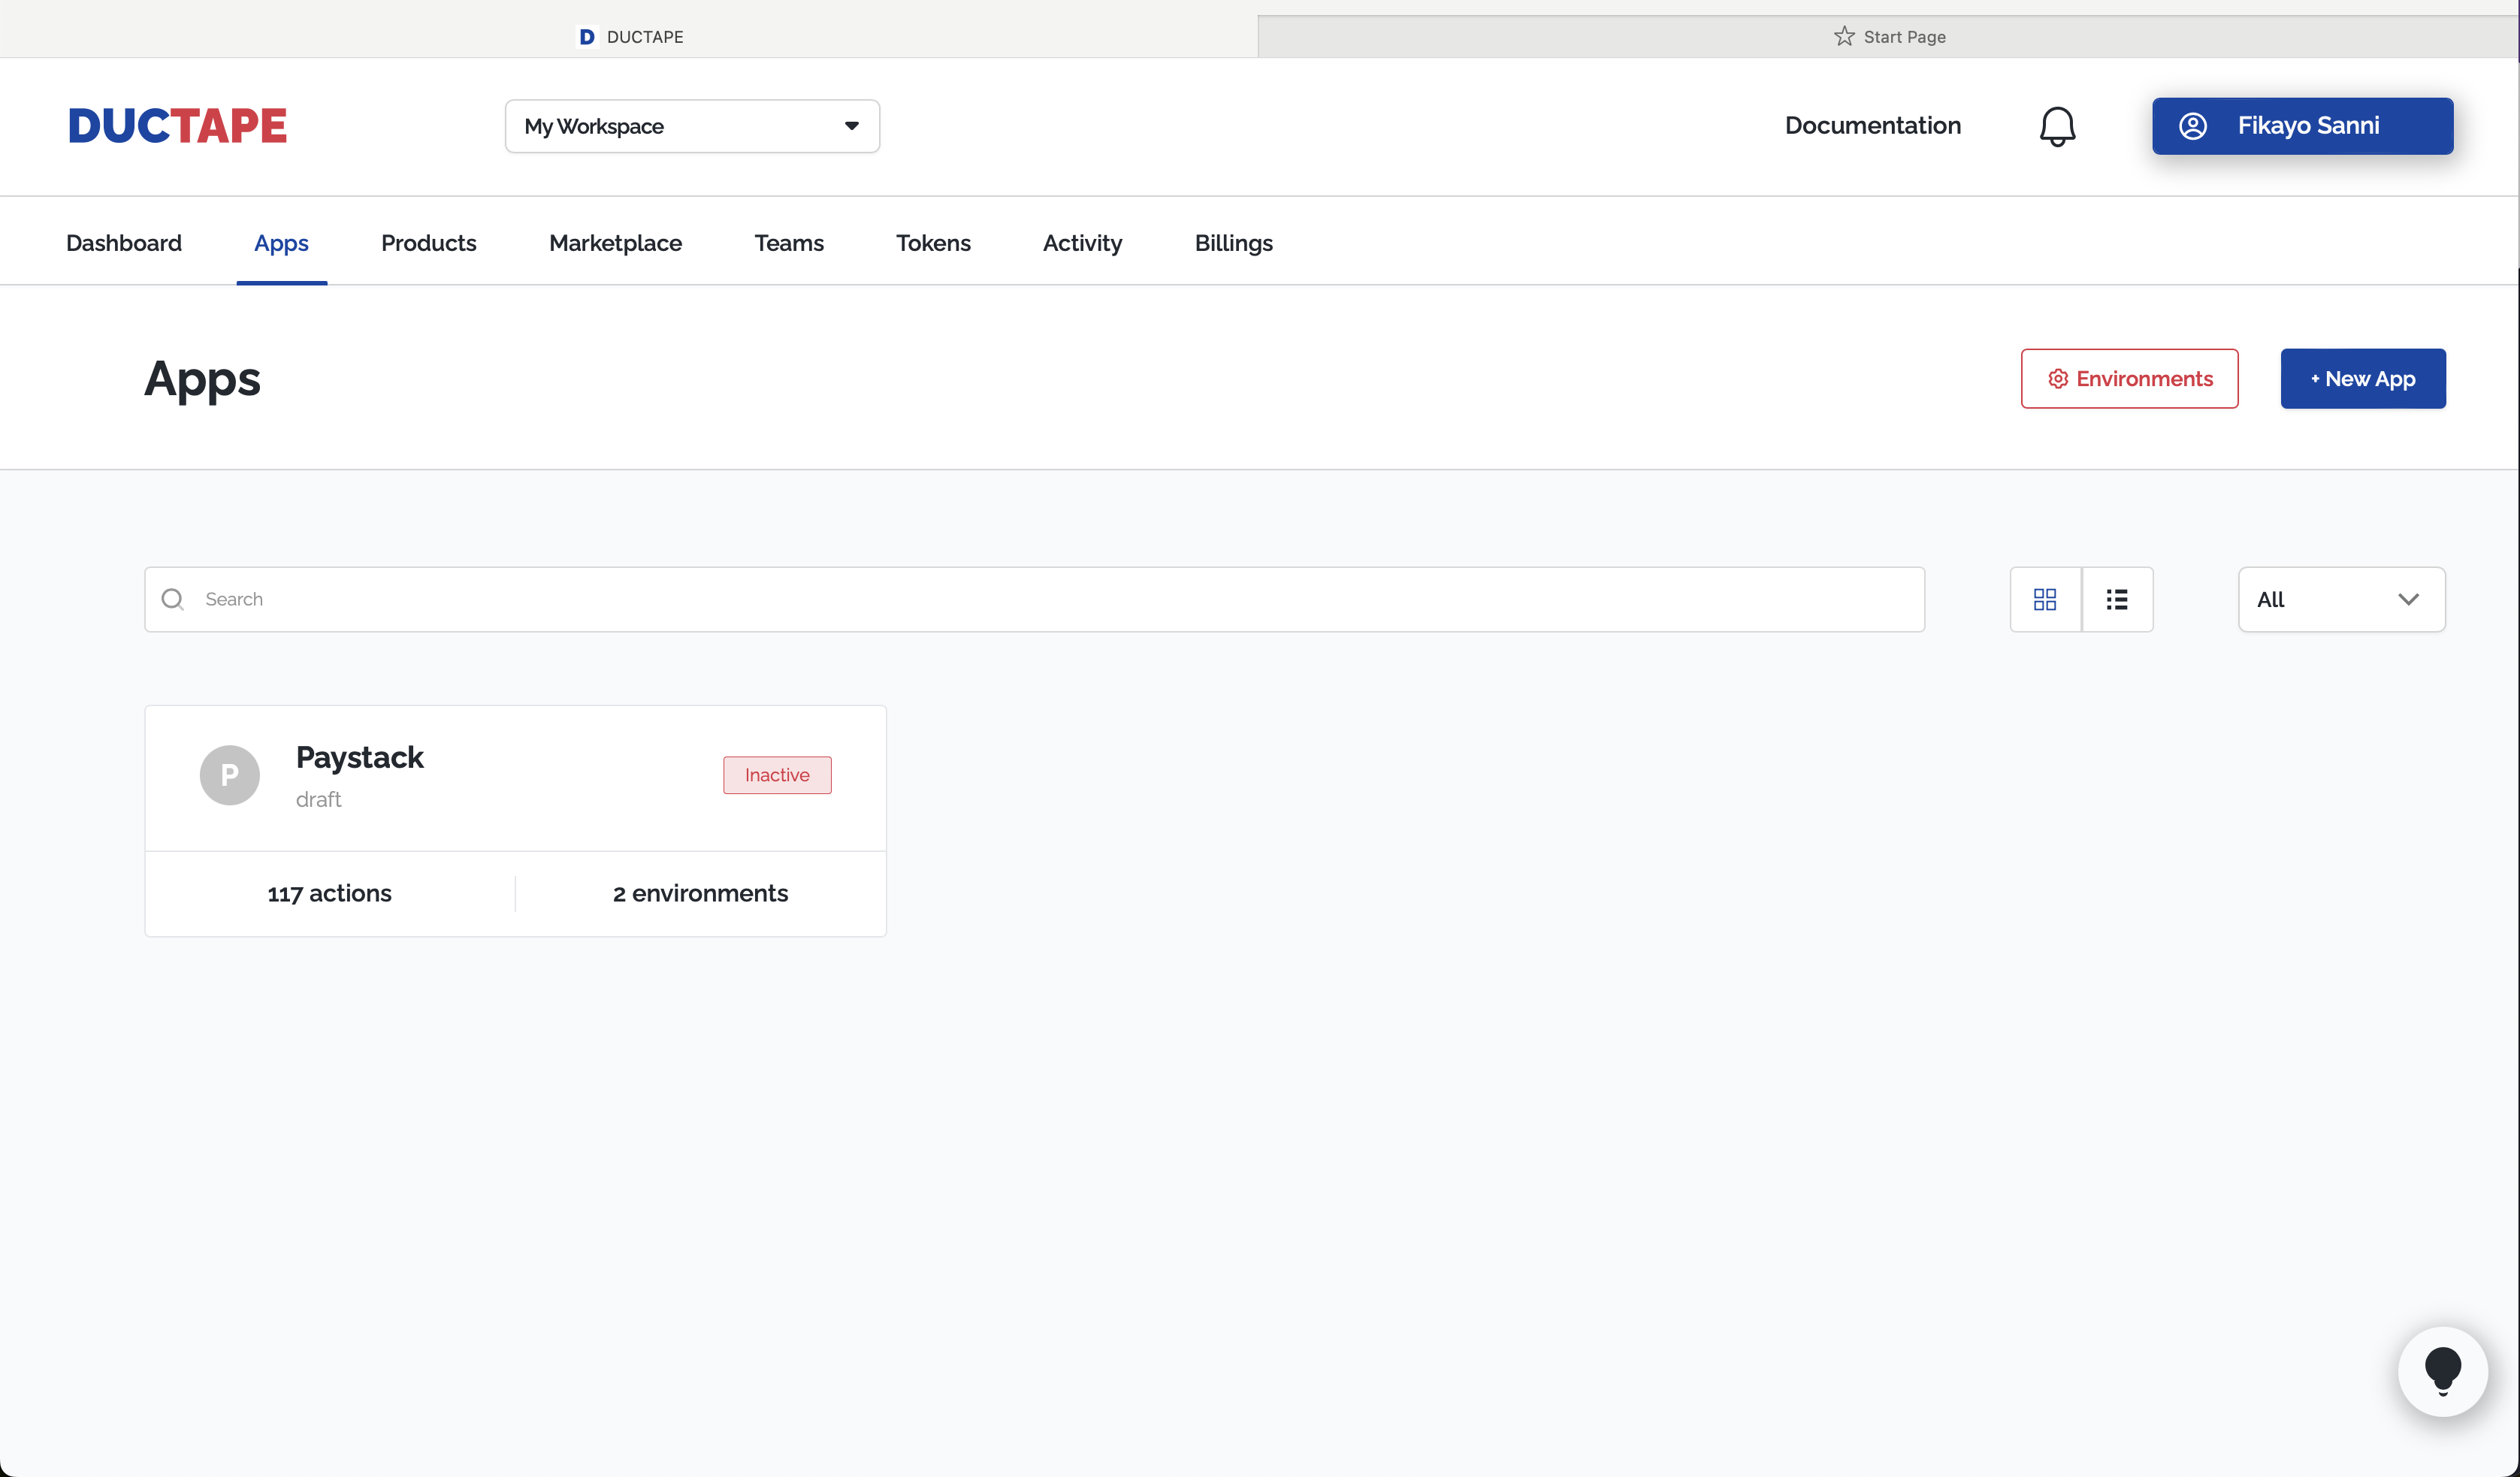 DUCTAPE
Start Page
DUCTAPE
My Workspace
Documentation
Fikayo Sanni
Dashboard
Apps
Products
Marketplace
Teams
Tokens
Activity
Billings
Apps
Environments
+ New App
Search
All
P
Paystack
draft
Inactive
117 actions
2 environments